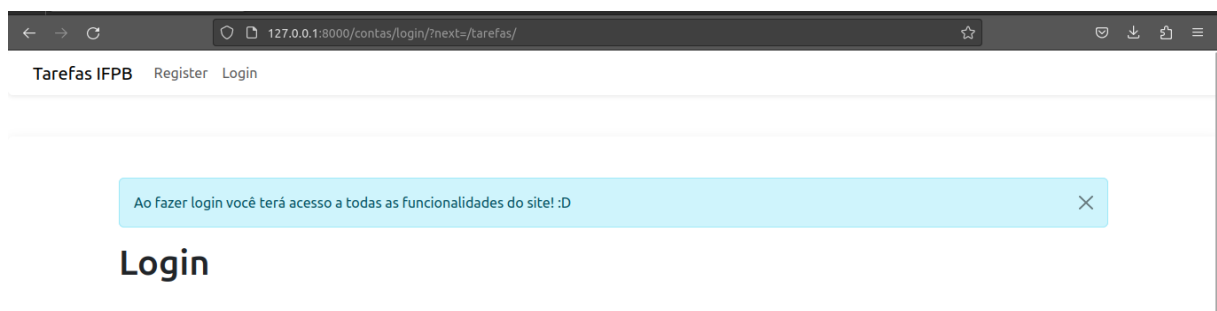 127.0.0.1:8000/contas/login/?next=/tarefas/
Tarefas IFPB Register Login
Ao fazer login você terá acesso a todas as funcionalidades do site! :D
Login